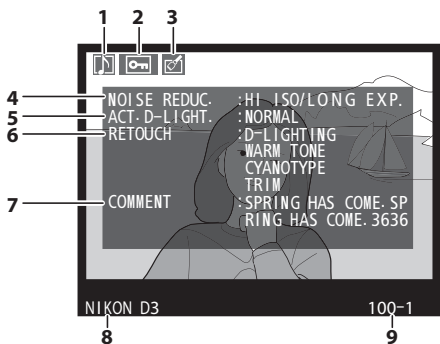 1 2 3
4 NOISE REDUC. :HI ISO/LONG EXP.
5 ACT.D-LIGHT. :NORMAL
6 RETOUCH :D-LIGHTING
WARM TONE
CYANOTYPE
TRIM
7 COMMENT :SPRING HAS COME.SP
RING HAS COME.3636
NIKON D3 100-1
8 9